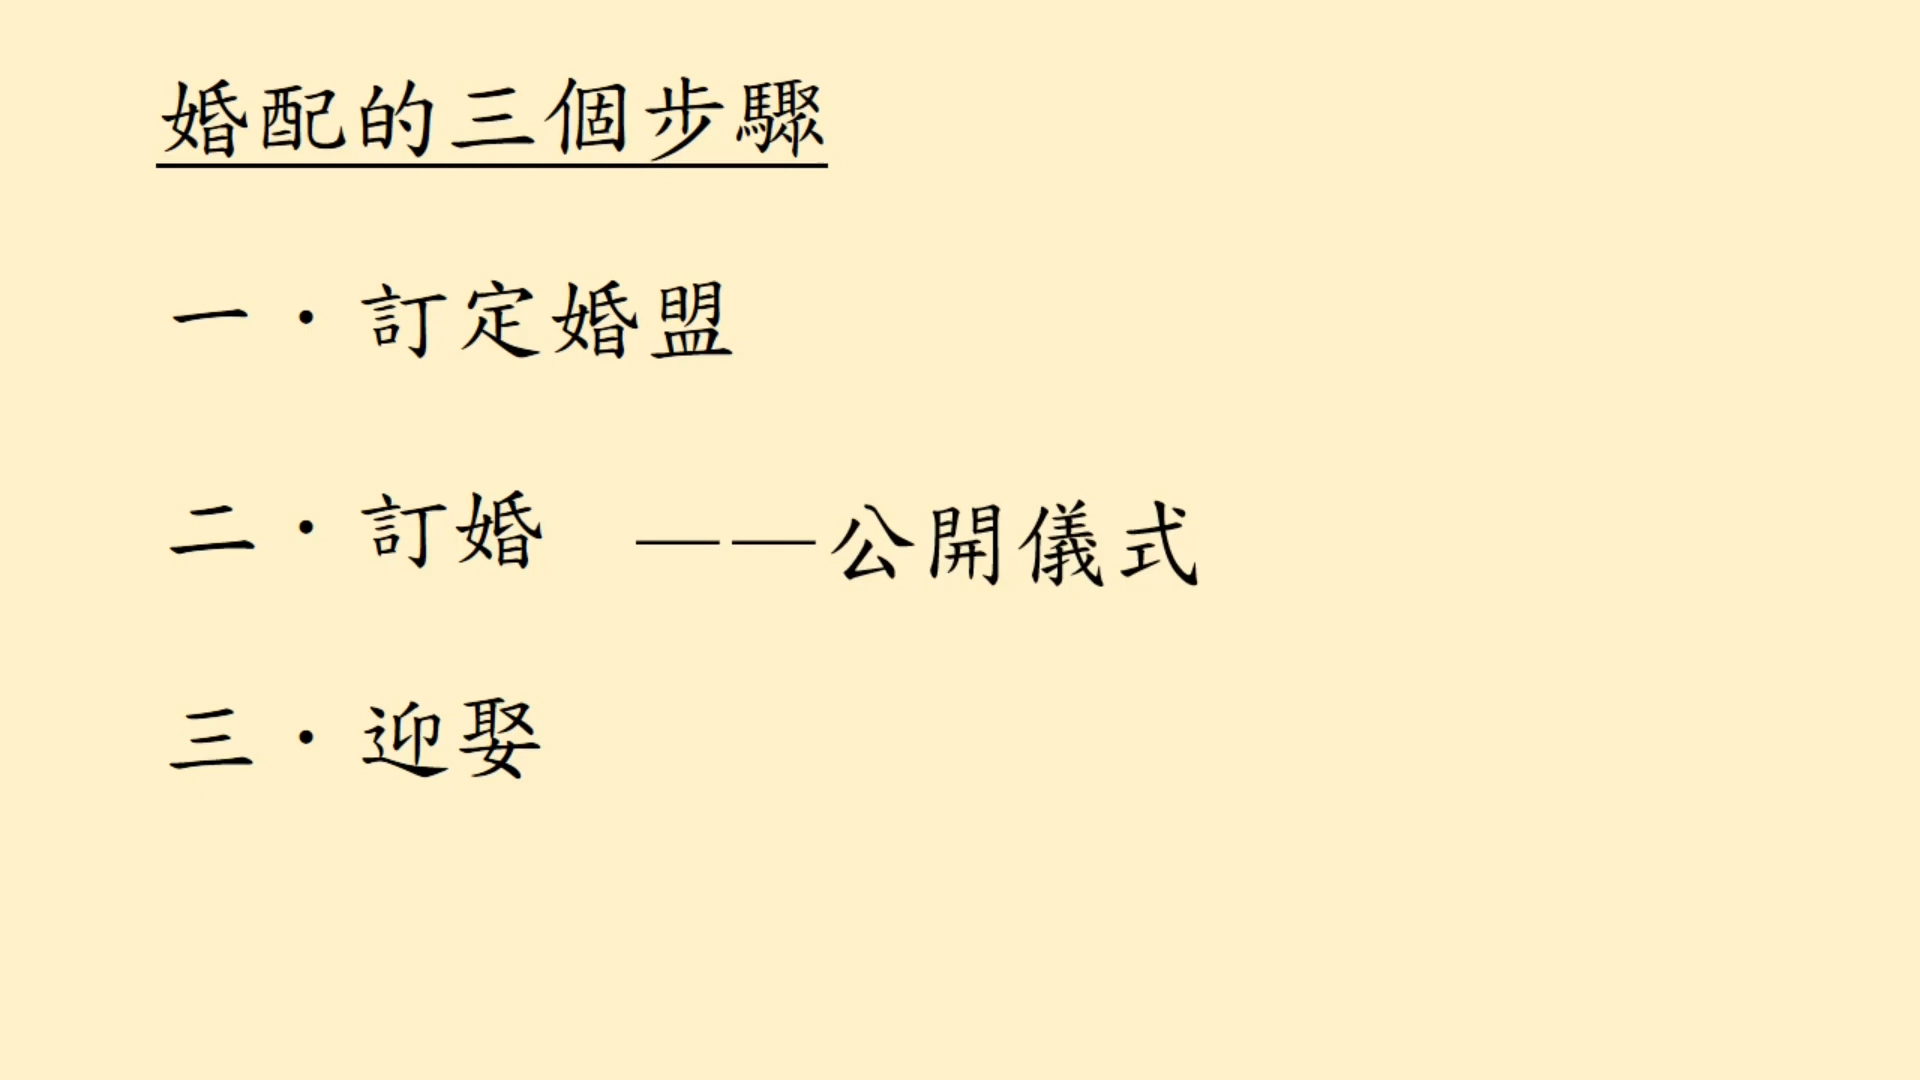 婚配的三個步驟
一・訂定婚盟
二・訂婚 ——公開儀式
三・迎娶